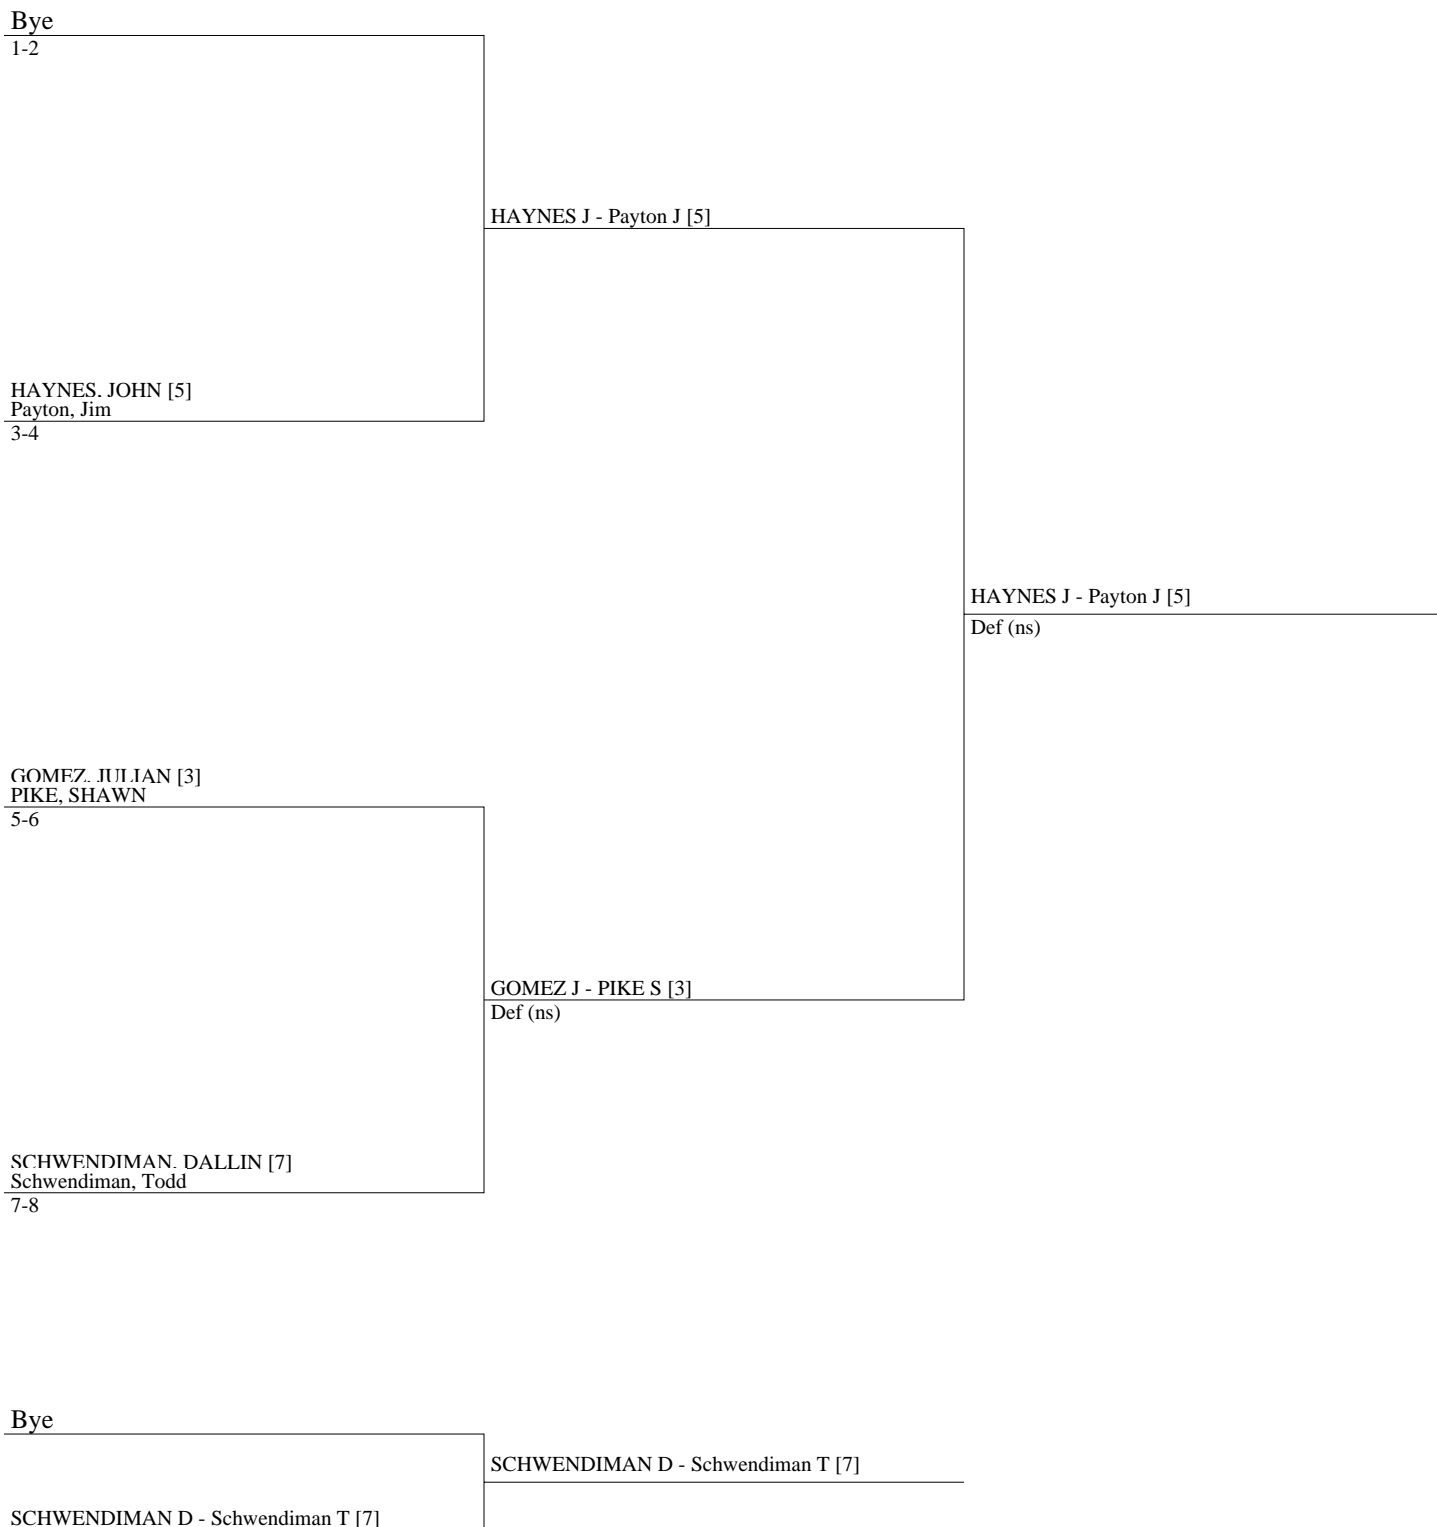 Bye
1-2
HAYNES J - Payton J [5]
HAYNES, JOHN [5]
Payton, Jim
3-4
HAYNES J - Payton J [5]
Def (ns)
GOMEZ, JULIAN [3]
PIKE, SHAWN
5-6
GOMEZ J - PIKE S [3]
Def (ns)
SCHWENDIMAN, DALLIN [7]
Schwendiman, Todd
7-8
Bye
SCHWENDIMAN D - Schwendiman T [7]
SCHWENDIMAN D - Schwendiman T [7]